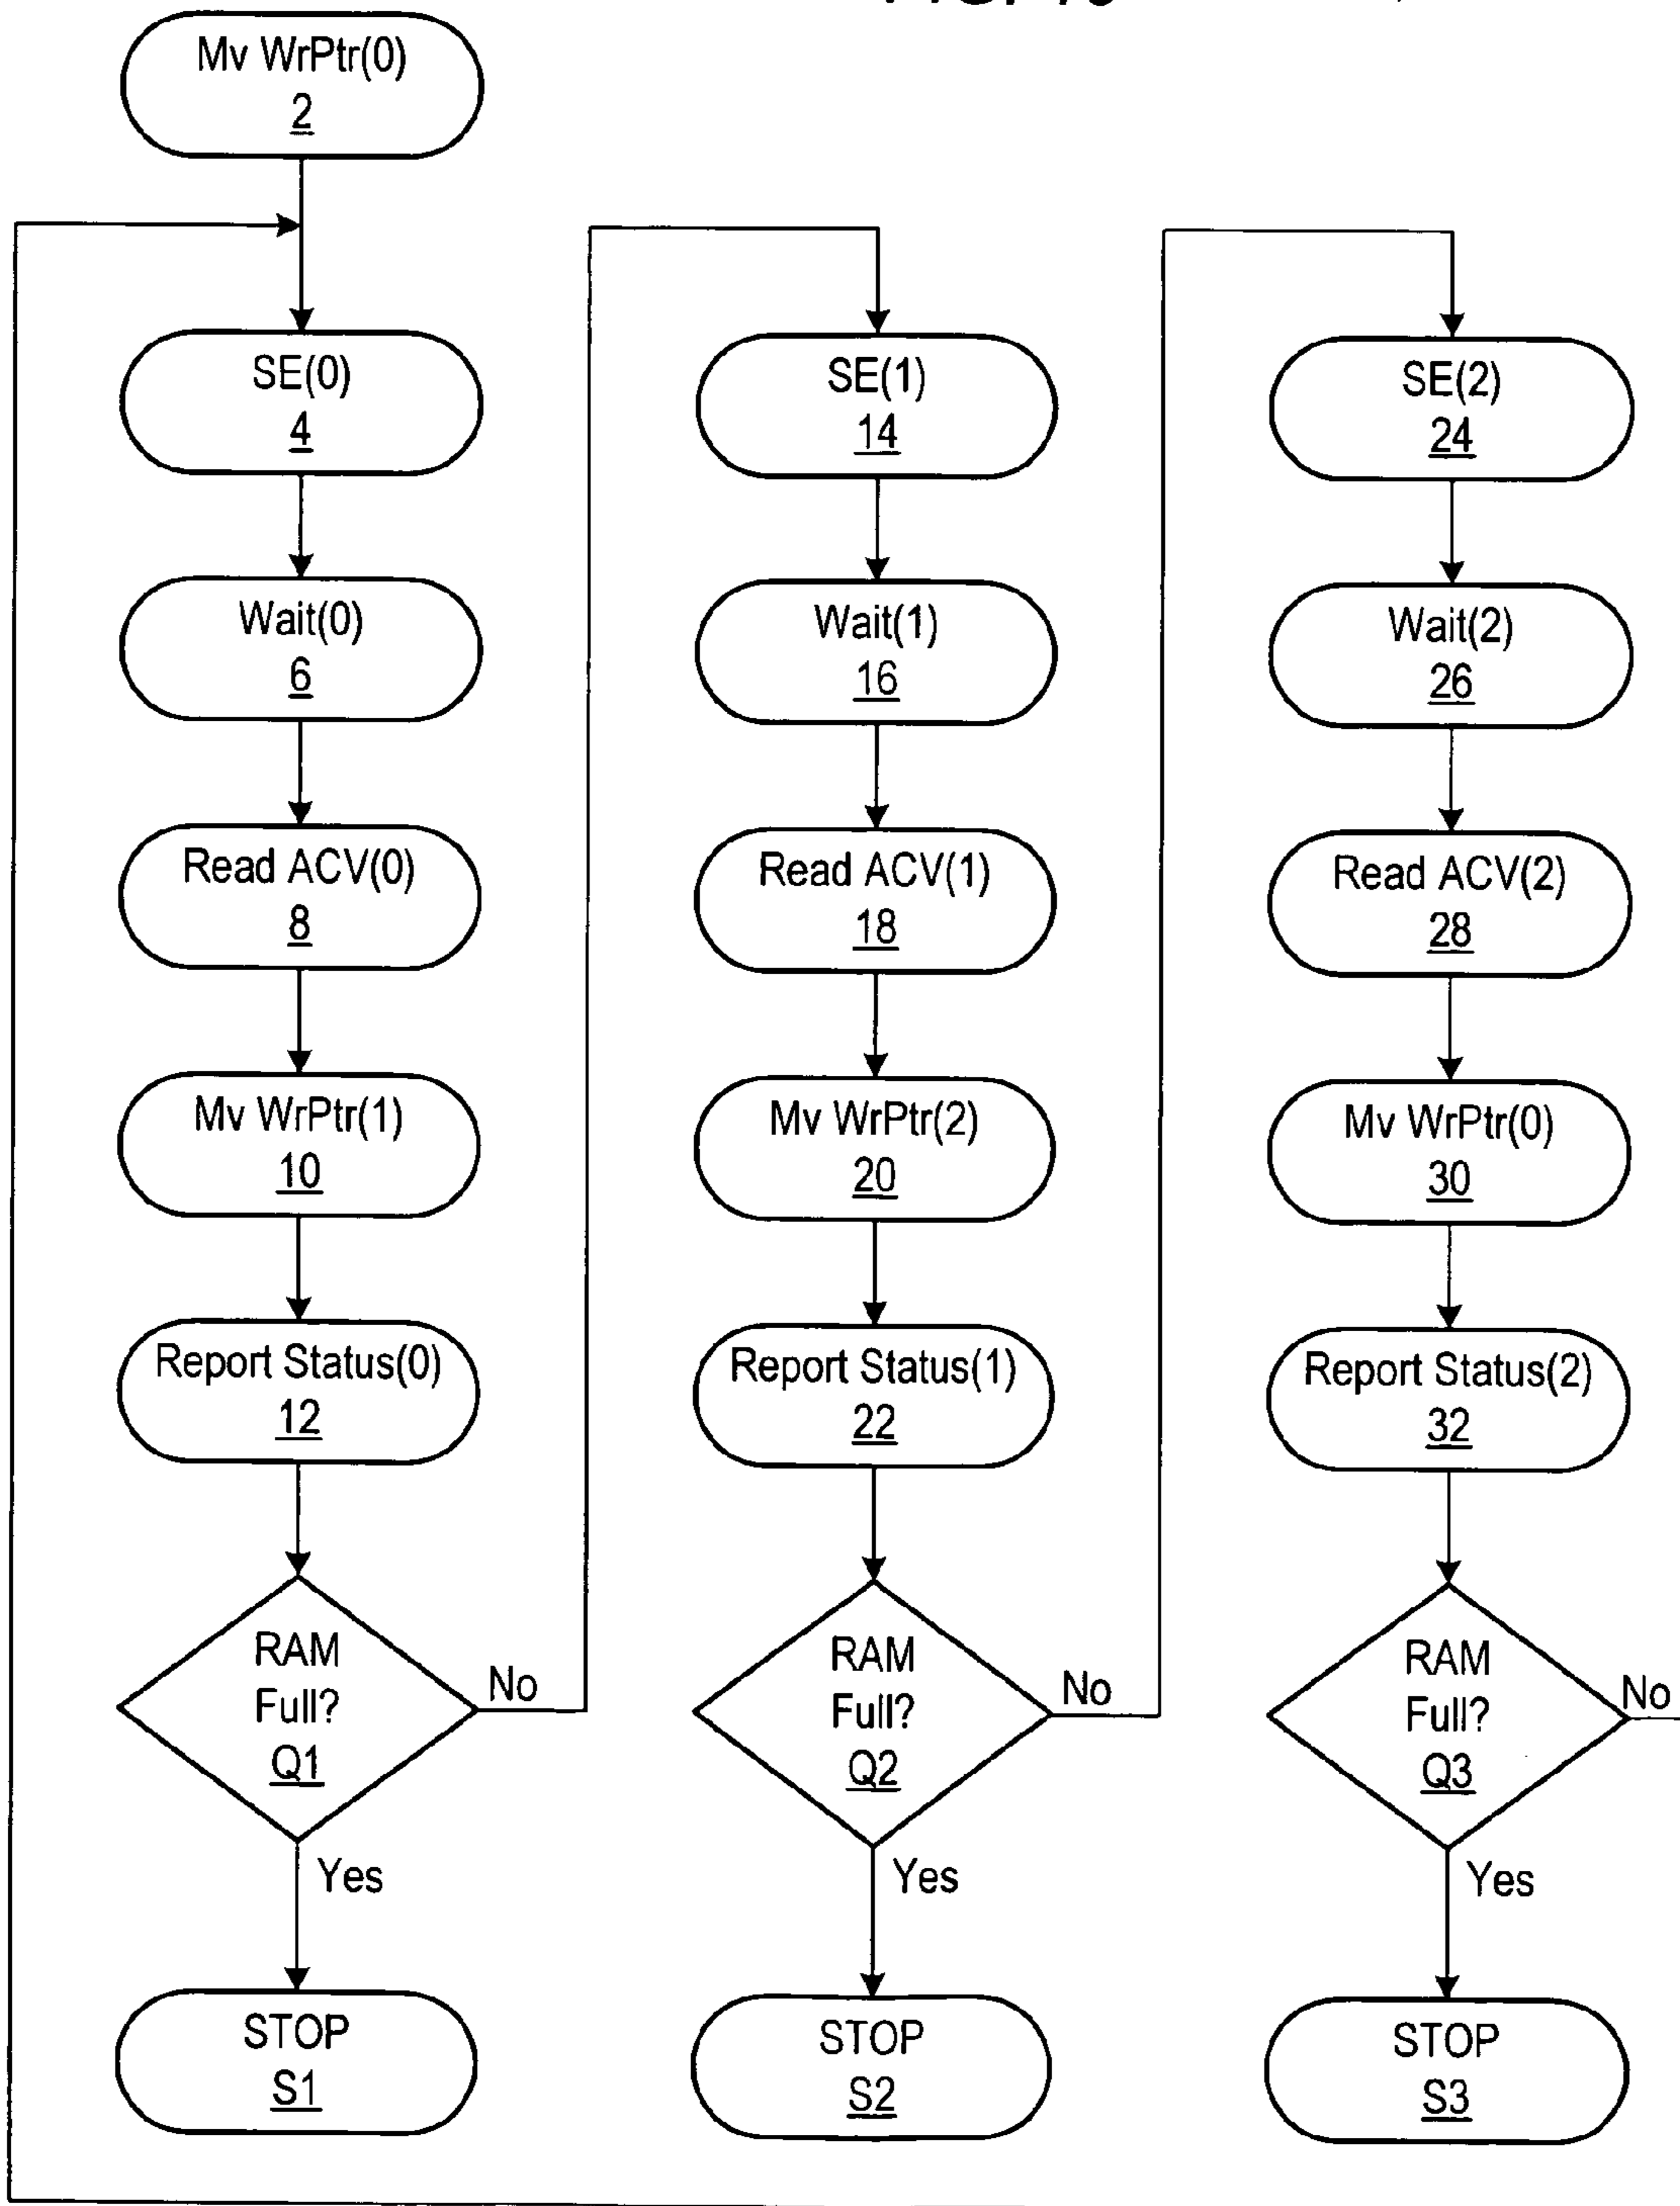 Mv WrPtr(0)
2
SE(0)
4
Wait(0)
6
Read ACV(0)
8
Mv WrPtr(1)
10
Report Status(0)
12
RAM
Full?
Q1
No
Yes
STOP
S1
SE(1)
14
Wait(1)
16
Read ACV(1)
18
Mv WrPtr(2)
20
Report Status(1)
22
RAM
Full?
Q2
No
Yes
STOP
S2
SE(2)
24
Wait(2)
26
Read ACV(2)
28
Mv WrPtr(0)
30
Report Status(2)
32
RAM
Full?
Q3
No
Yes
STOP
S3